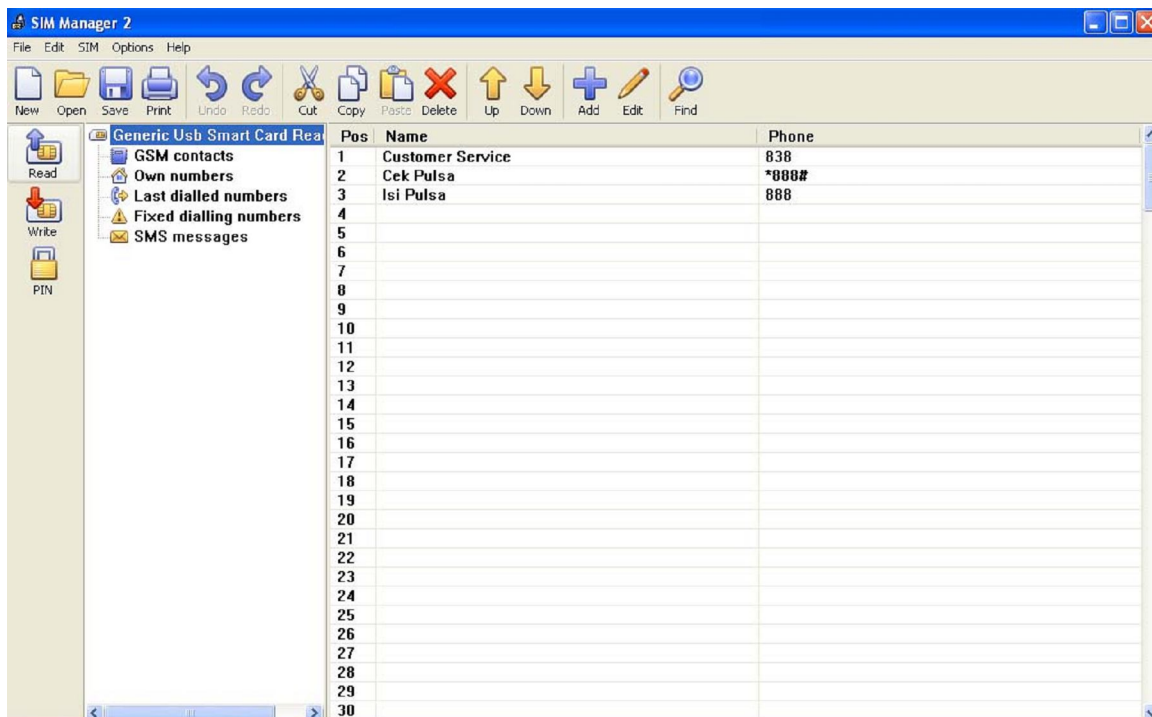 SIM Manager 2
File Edit SIM Options Help
New Open Save Print Undo Redo Cut Copy Paste Delete Up Down Add Edit Find
Read
Write
PIN
Generic Usb Smart Card Rea
GSM contacts
Own numbers
Last dialled numbers
Fixed dialling numbers
SMS messages
Pos Name Phone
1 Customer Service 838
2 Cek Pulsa *888#
3 Isi Pulsa 888
4
5
6
7
8
9
10
11
12
13
14
15
16
17
18
19
20
21
22
23
24
25
26
27
28
29
30